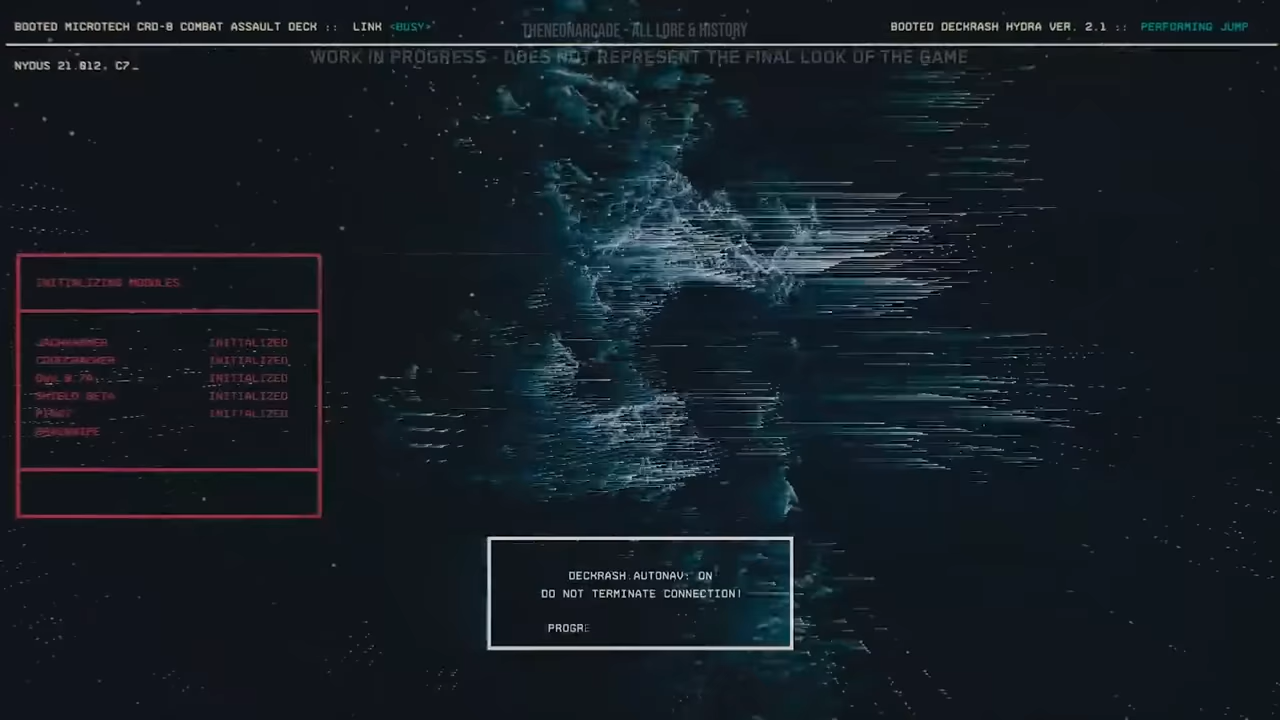 BOOTED MICROTECH CRD-8 COMBAT ASSAULT DECK :: LINK <BUSY>
THENEONARCADE - ALL LORE & HISTORY
BOOTED DECKRASH HYDRA VER. 2.1 :: PERFORMING JUMP
WORK IN PROGRESS - DOES NOT REPRESENT THE FINAL LOOK OF THE GAME
NYDUS 21.812. C7_
INITIALIZING MODULES
JACKHAMMER INITIALIZED
CODECRACKER INITIALIZED
INITIALIZED
SHIELD BETA INITIALIZED
INITIALIZED
DECKRASH.AUTONAV: ON
DO NOT TERMINATE CONNECTION!
PROGRE